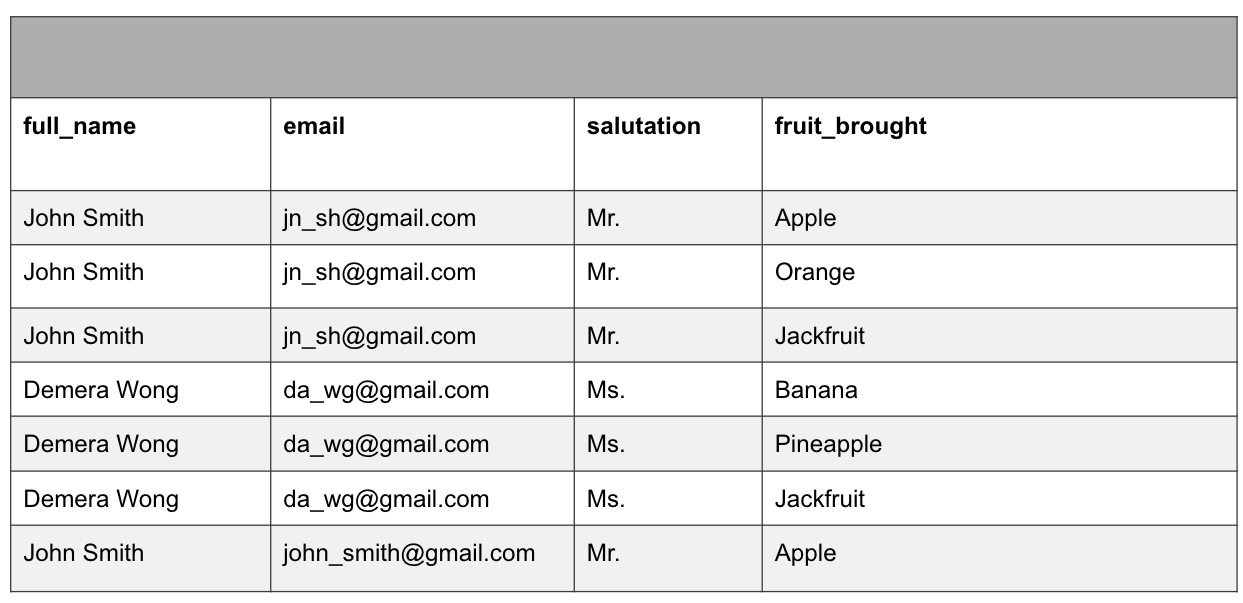 full_name email salutation fruit_brought
John Smith jn_sh@gmail.com Mr. Apple
John Smith jn_sh@gmail.com Mr. Orange
John Smith jn_sh@gmail.com Mr. Jackfruit
Demera Wong da_wg@gmail.com Ms. Banana
Demera Wong da_wg@gmail.com Ms. Pineapple
Demera Wong da_wg@gmail.com Ms. Jackfruit
John Smith john_smith@gmail.com Mr. Apple